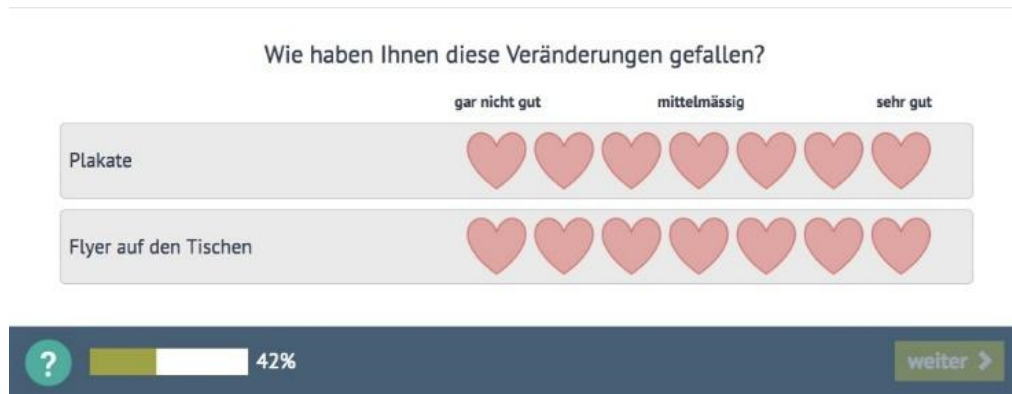 Wie haben Ihnen diese Veränderungen gefallen?
gar nicht gut mittelmässig sehr gut
Plakate
Flyer auf den Tischen
? 42% weiter >